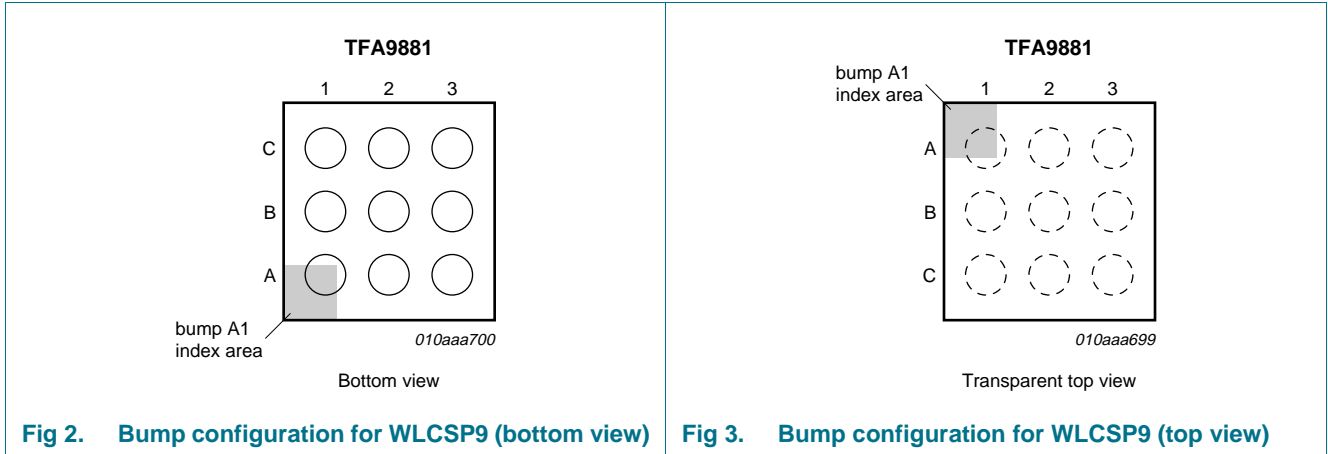 TFA9881
1 2 3
C
B
A
bump A1
index area
010aaa700
Bottom view
Fig 2. Bump configuration for WLCSP9 (bottom view)
TFA9881
bump A1
index area
1 2 3
A
B
C
010aaa699
Transparent top view
Fig 3. Bump configuration for WLCSP9 (top view)